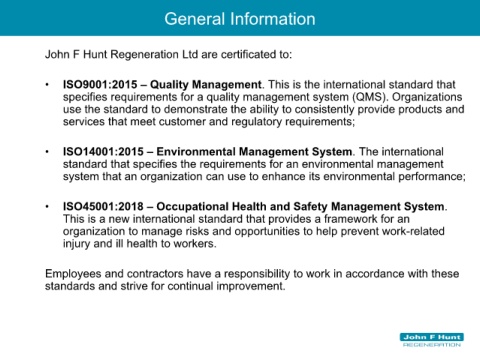 General Information
John F Hunt Regeneration Ltd are certificated to:
• ISO9001:2015 – Quality Management. This is the international standard that
specifies requirements for a quality management system (QMS). Organizations
use the standard to demonstrate the ability to consistently provide products and
services that meet customer and regulatory requirements;
• ISO14001:2015 – Environmental Management System. The international
standard that specifies the requirements for an environmental management
system that an organization can use to enhance its environmental performance;
• ISO45001:2018 – Occupational Health and Safety Management System.
This is a new international standard that provides a framework for an
organization to manage risks and opportunities to help prevent work-related
injury and ill health to workers.
Employees and contractors have a responsibility to work in accordance with these
standards and strive for continual improvement.
John F Hunt
REGENERATION